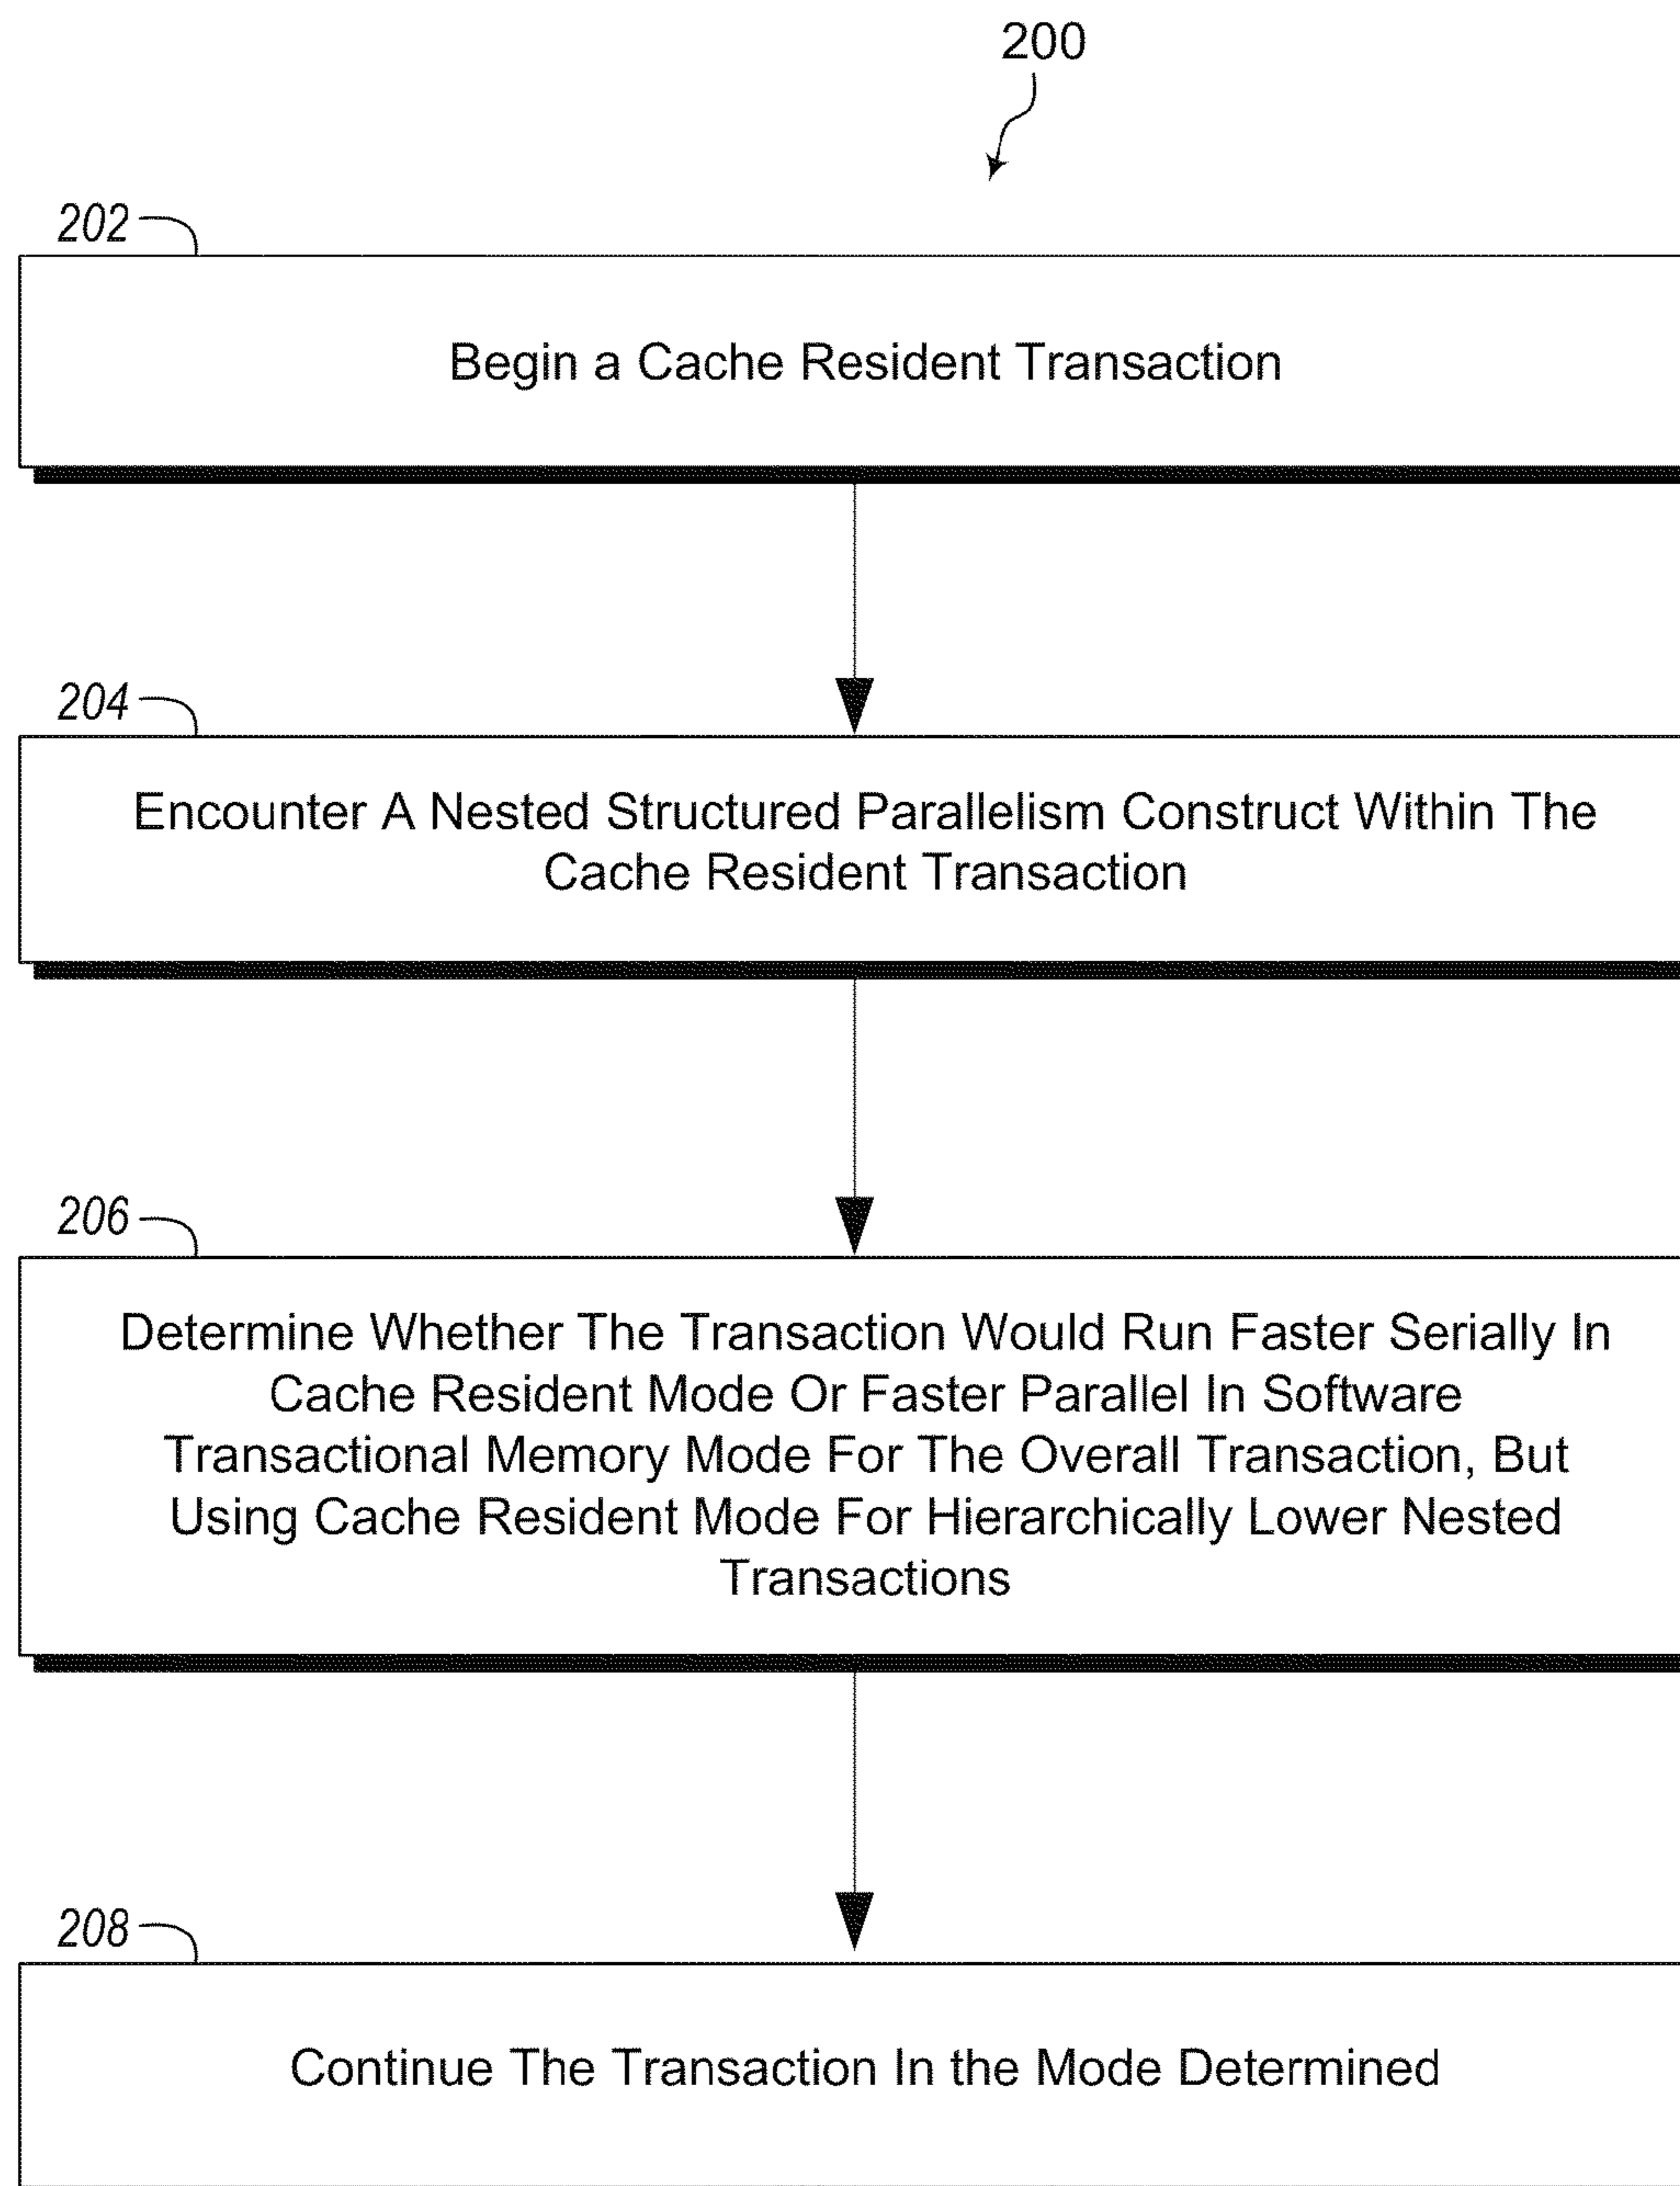 200
202
Begin a Cache Resident Transaction
204
Encounter A Nested Structured Parallelism Construct Within The
Cache Resident Transaction
206
Determine Whether The Transaction Would Run Faster Serially In
Cache Resident Mode Or Faster Parallel In Software
Transactional Memory Mode For The Overall Transaction, But
Using Cache Resident Mode For Hierarchically Lower Nested
Transactions
208
Continue The Transaction In the Mode Determined